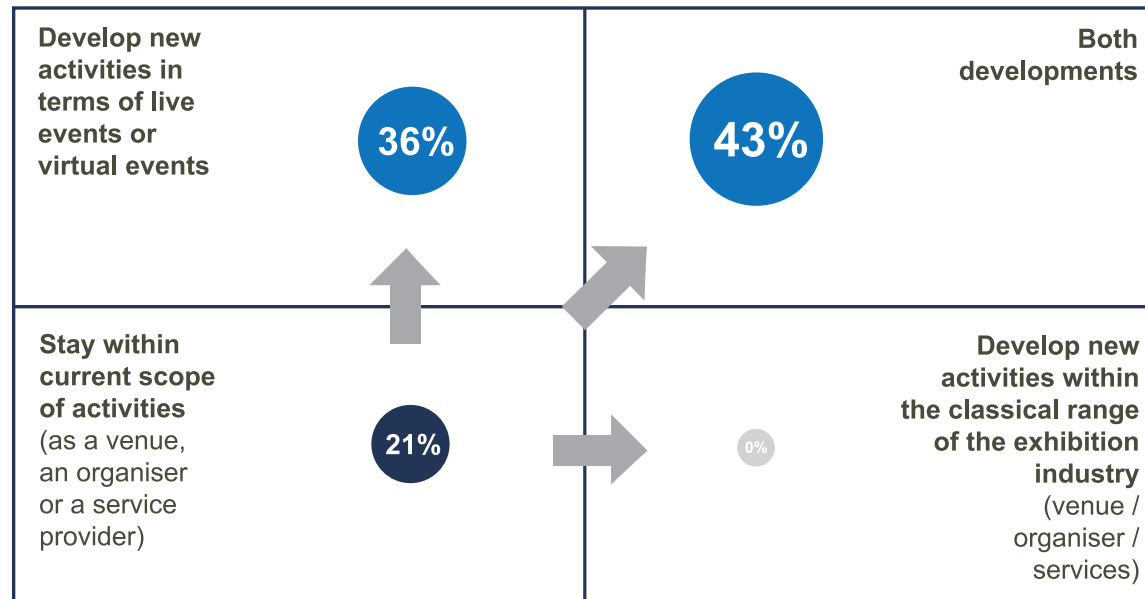 Develop new
activities in
terms of live
events or
virtual events
36%
Both
developments
43%
Stay within
current scope
of activities
(as a venue,
an organiser
or a service
provider)
21%
Develop new
activities within
the classical range
of the exhibition
industry
(venue /
organiser /
services)
0%